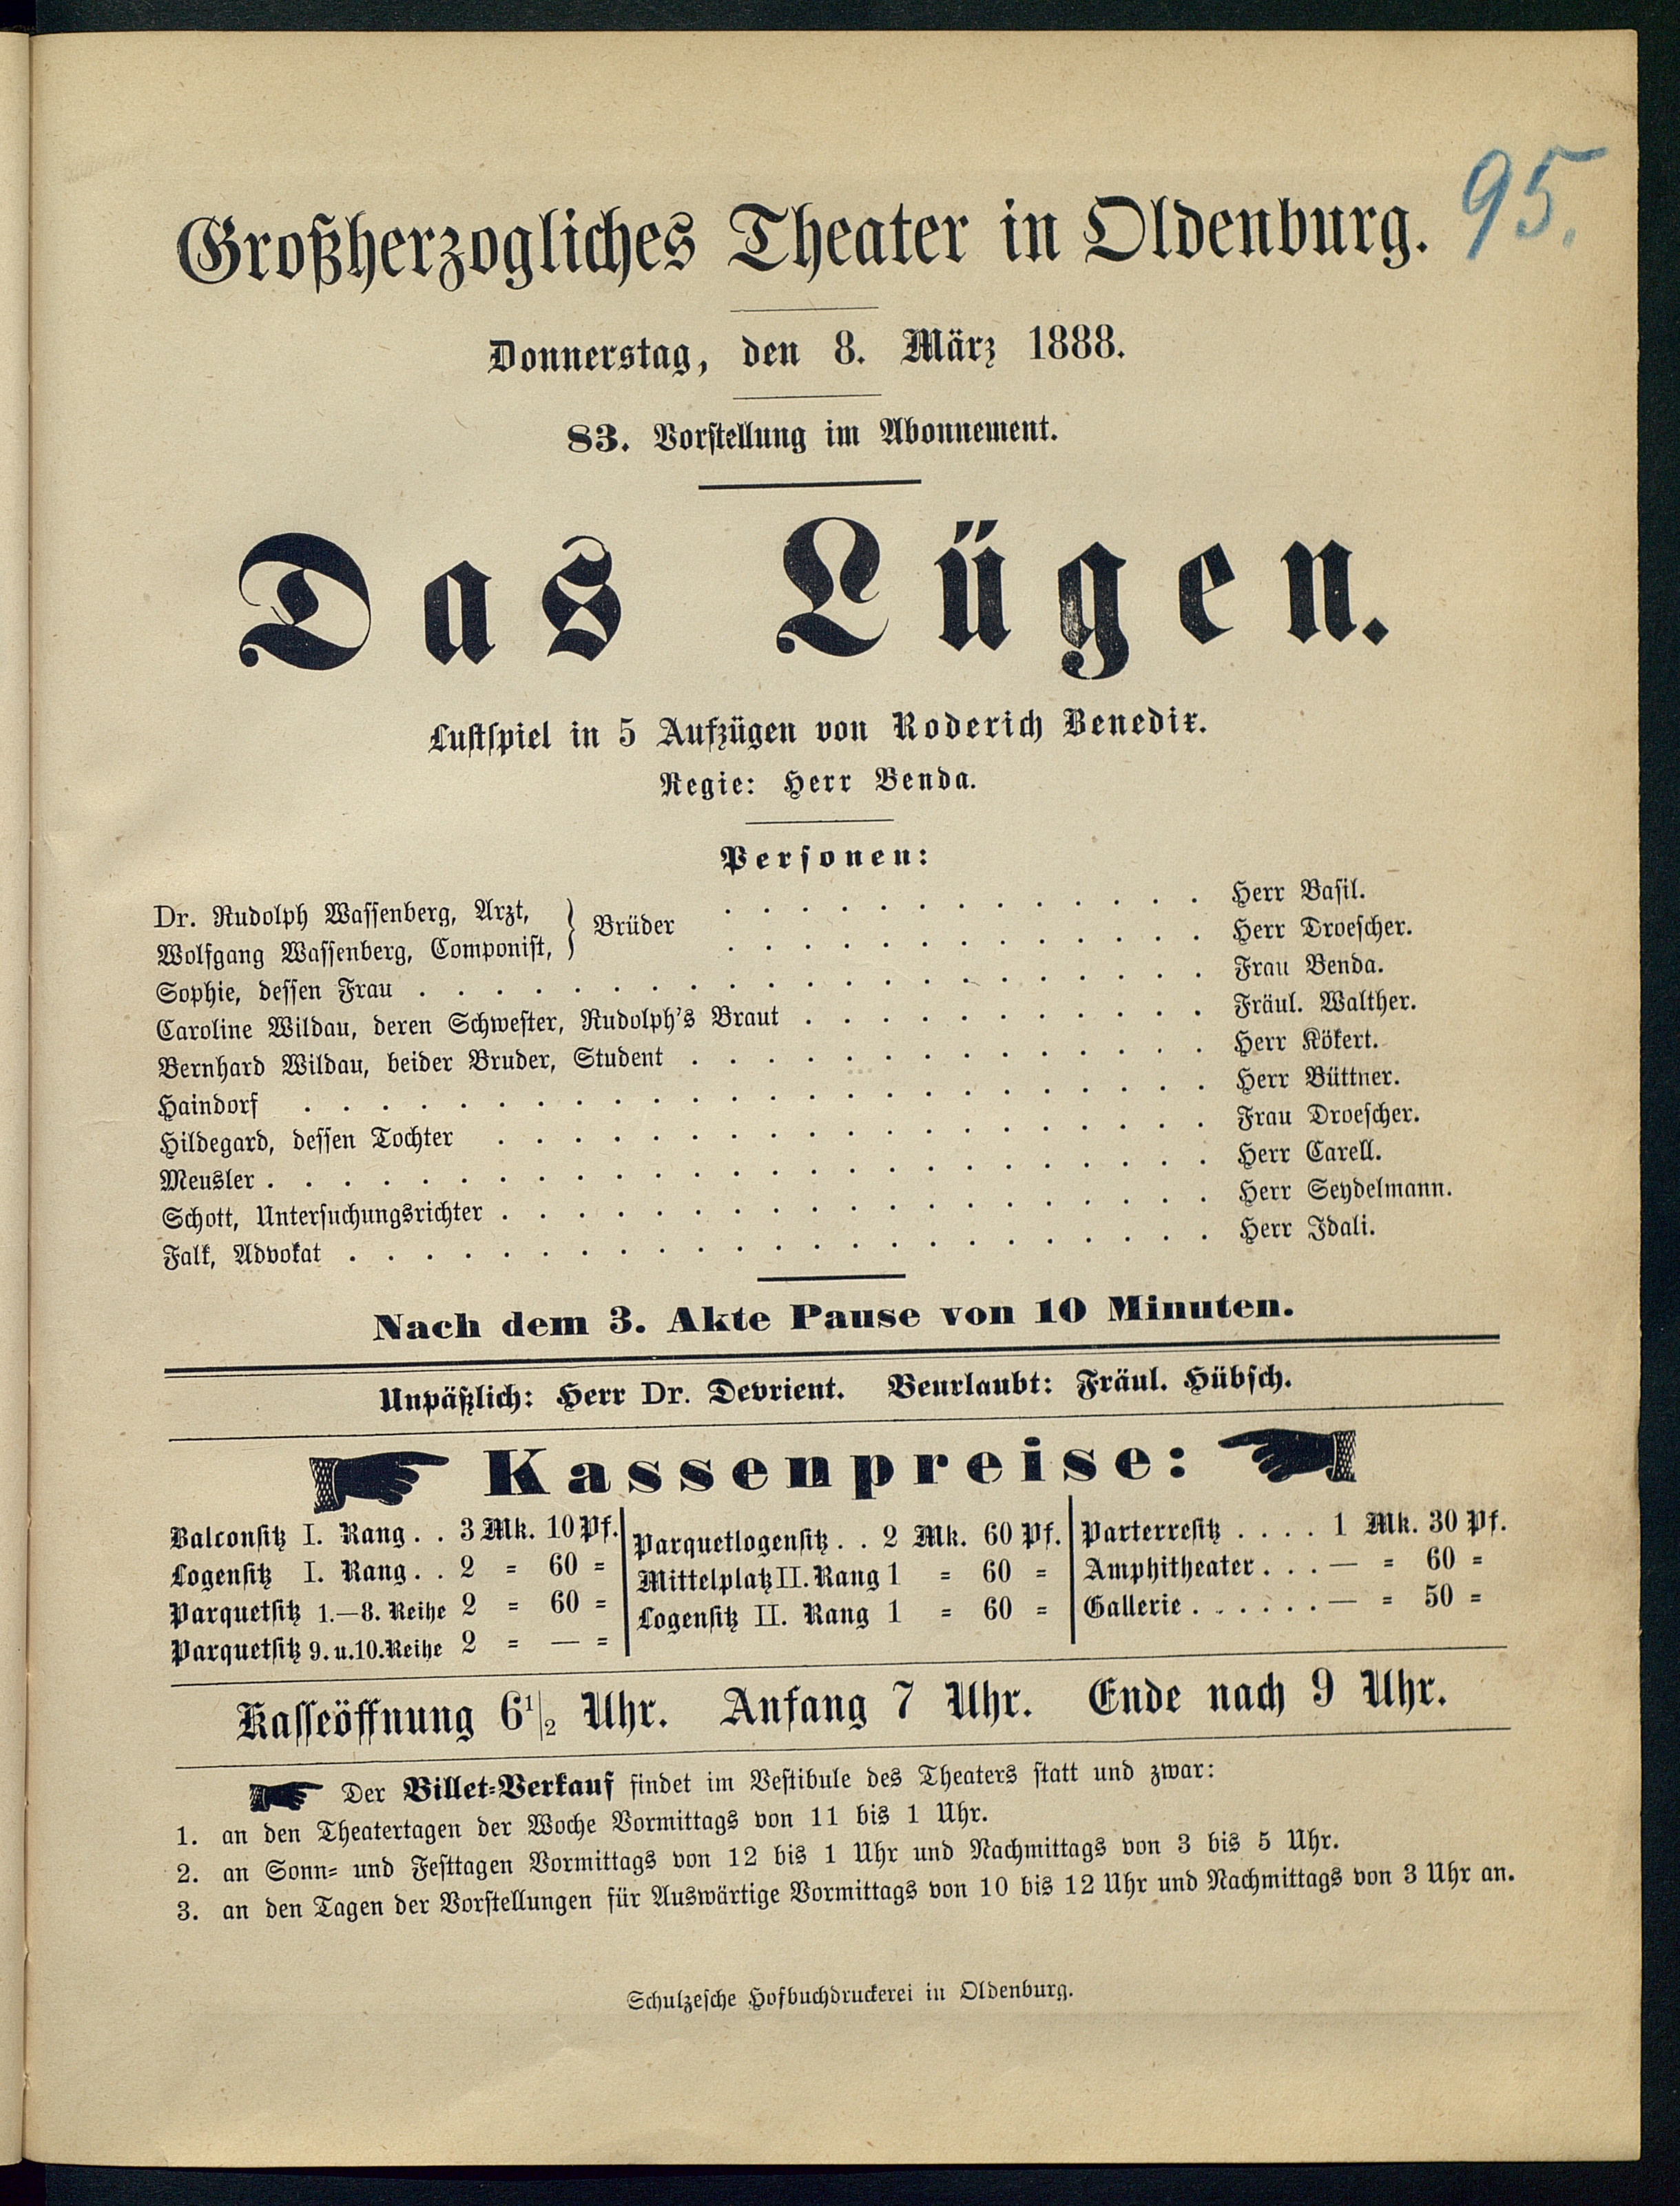 95.
Großherzogliches Theater in Oldenburg.
Donnerstag, den 8. März 1888.
83. Vorstellung im Abonnement.
Das Lügen.
Lustspiel in 5 Aufzügen von Roderich Benedix.
Regie: Herr Benda.
Personen:
Dr. Rudolph Wassenberg, Arzt, } Brüder . . . . . . . . . . . . . Herr Basil.
Wolfgang Wassenberg, Componist, } . . . . . . . . . . . . . Herr Droescher.
Sophie, dessen Frau . . . . . . . . . . . . . . . . . . . . . Frau Benda.
Caroline Wildau, deren Schwester, Rudolph's Braut . . . . . . . . . . . Fräul. Walther.
Bernhard Wildau, beider Bruder, Student . . . . . . . . . . . . . . Herr Kökert.
Haindorf . . . . . . . . . . . . . . . . . . . . . . . . Herr Büttner.
Hildegard, dessen Tochter . . . . . . . . . . . . . . . . . . . Frau Droescher.
Meusler . . . . . . . . . . . . . . . . . . . . . . . . . Herr Carell.
Schott, Untersuchungsrichter . . . . . . . . . . . . . . . . . . . Herr Seydelmann.
Falk, Advokat . . . . . . . . . . . . . . . . . . . . . . . Herr Idali.
Nach dem 3. Akte Pause von 10 Minuten.
Unpäßlich: Herr Dr. Devrient. Beurlaubt: Fräul. Hübsch.
Kassenpreise:
Balconsitz I. Rang . . 3 Mk. 10 Pf.
Logensitz I. Rang . . 2 = 60 =
Parquetsitz 1.—8. Reihe 2 = 60 =
Parquetsitz 9. u. 10. Reihe 2 = — =
Parquetlogensitz . . 2 Mk. 60 Pf.
Mittelplatz II. Rang 1 = 60 =
Logensitz II. Rang 1 = 60 =
Parterresitz . . . . 1 Mk. 30 Pf.
Amphitheater . . . — = 60 =
Gallerie . . . . . . — = 50 =
Kasseöffnung 6 1/2 Uhr. Anfang 7 Uhr. Ende nach 9 Uhr.
Der Billet=Verkauf findet im Vestibule des Theaters statt und zwar:
1. an den Theatertagen der Woche Vormittags von 11 bis 1 Uhr.
2. an Sonn= und Festtagen Vormittags von 12 bis 1 Uhr und Nachmittags von 3 bis 5 Uhr.
3. an den Tagen der Vorstellungen für Auswärtige Vormittags von 10 bis 12 Uhr und Nachmittags von 3 Uhr an.
Schulzesche Hofbuchdruckerei in Oldenburg.